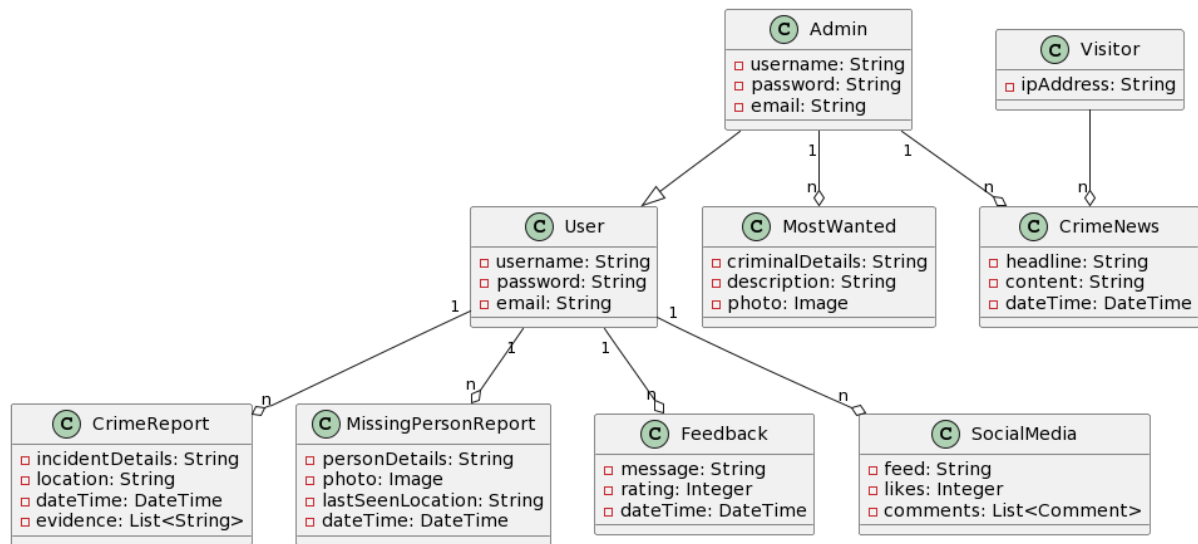 C Admin
username: String
password: String
email: String
C Visitor
ipAddress: String
1
1
1
n
n
n
C User
username: String
password: String
email: String
C MostWanted
criminalDetails: String
description: String
photo: Image
C CrimeNews
headline: String
content: String
dateTime: DateTime
1
1
1
1
n
n
n
n
C CrimeReport
incidentDetails: String
location: String
dateTime: DateTime
evidence: List<String>
C MissingPersonReport
personDetails: String
photo: Image
lastSeenLocation: String
dateTime: DateTime
C Feedback
message: String
rating: Integer
dateTime: DateTime
C SocialMedia
feed: String
likes: Integer
comments: List<Comment>